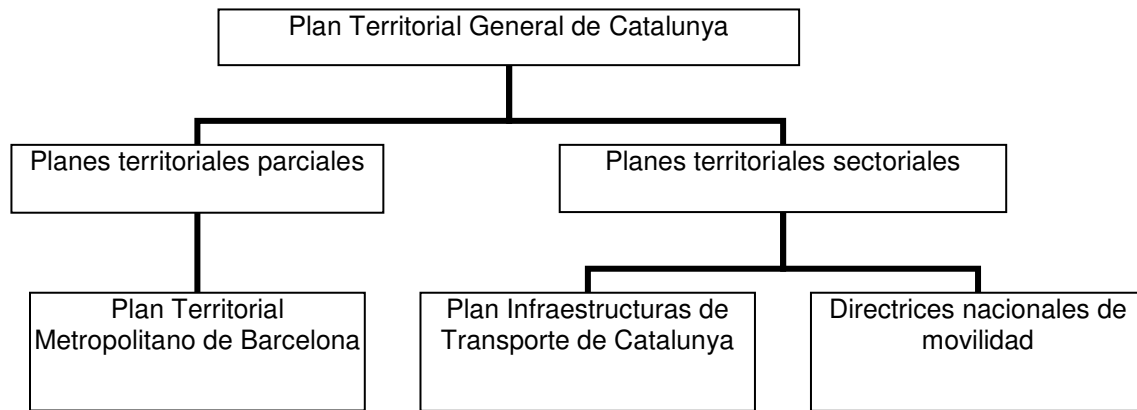 Plan Territorial General de Catalunya
Planes territoriales parciales
Planes territoriales sectoriales
Plan Territorial
Metropolitano de Barcelona
Plan Infraestructuras de
Transporte de Catalunya
Directrices nacionales de
movilidad